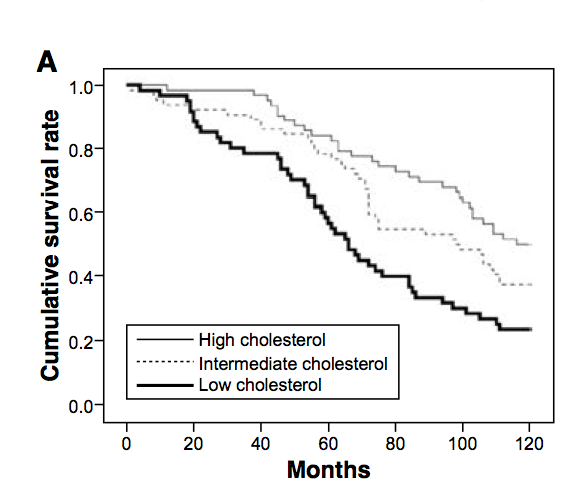 A
Cumulative survival rate
1.0
0.8
0.6
0.4
0.2
0.0
High cholesterol
Intermediate cholesterol
Low cholesterol
0 20 40 60 80 100 120
Months